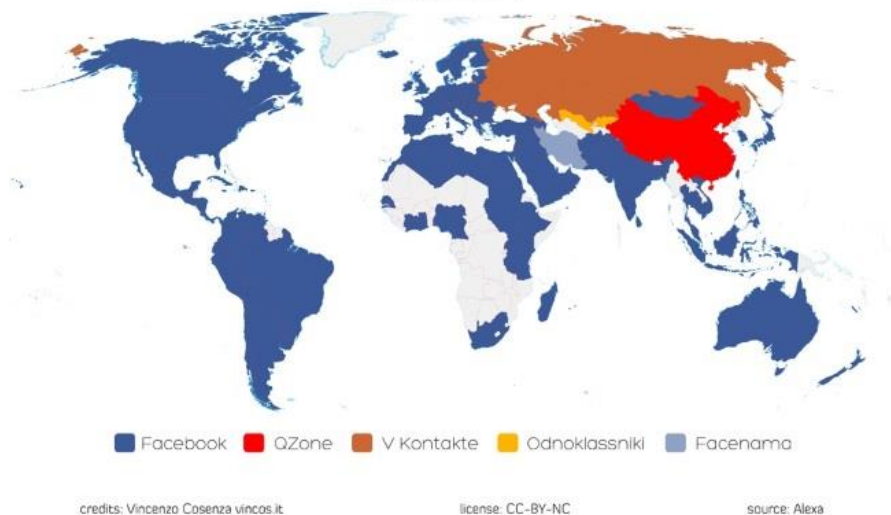 Facebook QZone V Kontakte Odnoklassniki Facenama
credits: Vincenzo Cosenza vincos.it license: CC-BY-NC source: Alexa